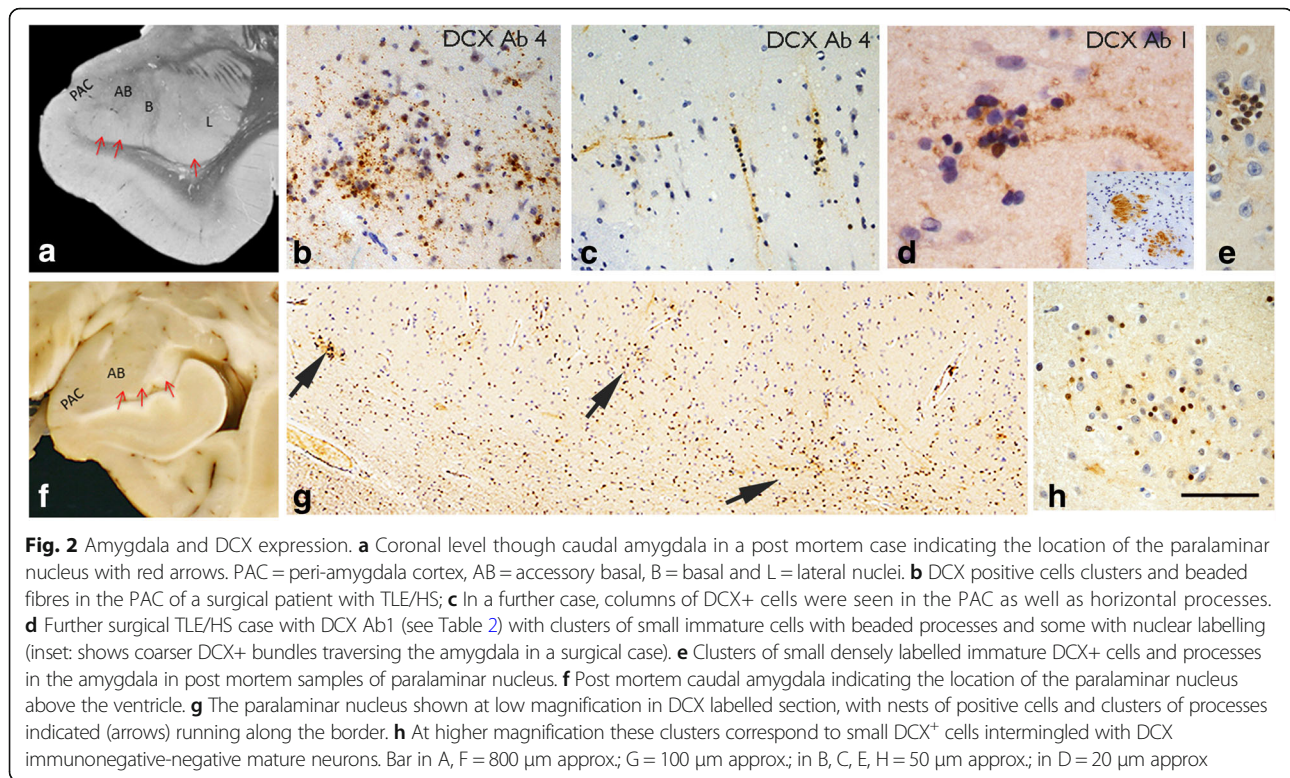 DCX Ab 4
DCX Ab 4
DCX Ab 1
PAC
AB
B
L
a
b
c
d
e
AB
PAC
f
g
h
Fig. 2 Amygdala and DCX expression. a Coronal level though caudal amygdala in a post mortem case indicating the location of the paralaminar
nucleus with red arrows. PAC = peri-amygdala cortex, AB = accessory basal, B = basal and L = lateral nuclei. b DCX positive cells clusters and beaded
fibres in the PAC of a surgical patient with TLE/HS; c In a further case, columns of DCX+ cells were seen in the PAC as well as horizontal processes.
d Further surgical TLE/HS case with DCX Ab1 (see Table 2) with clusters of small immature cells with beaded processes and some with nuclear labelling
(inset: shows coarser DCX+ bundles traversing the amygdala in a surgical case). e Clusters of small densely labelled immature DCX+ cells and processes
in the amygdala in post mortem samples of paralaminar nucleus. f Post mortem caudal amygdala indicating the location of the paralaminar nucleus
above the ventricle. g The paralaminar nucleus shown at low magnification in DCX labelled section, with nests of positive cells and clusters of processes
indicated (arrows) running along the border. h At higher magnification these clusters correspond to small DCX⁺ cells intermingled with DCX
immunonegative-negative mature neurons. Bar in A, F = 800 μm approx.; G = 100 μm approx.; in B, C, E, H = 50 μm approx.; in D = 20 μm approx